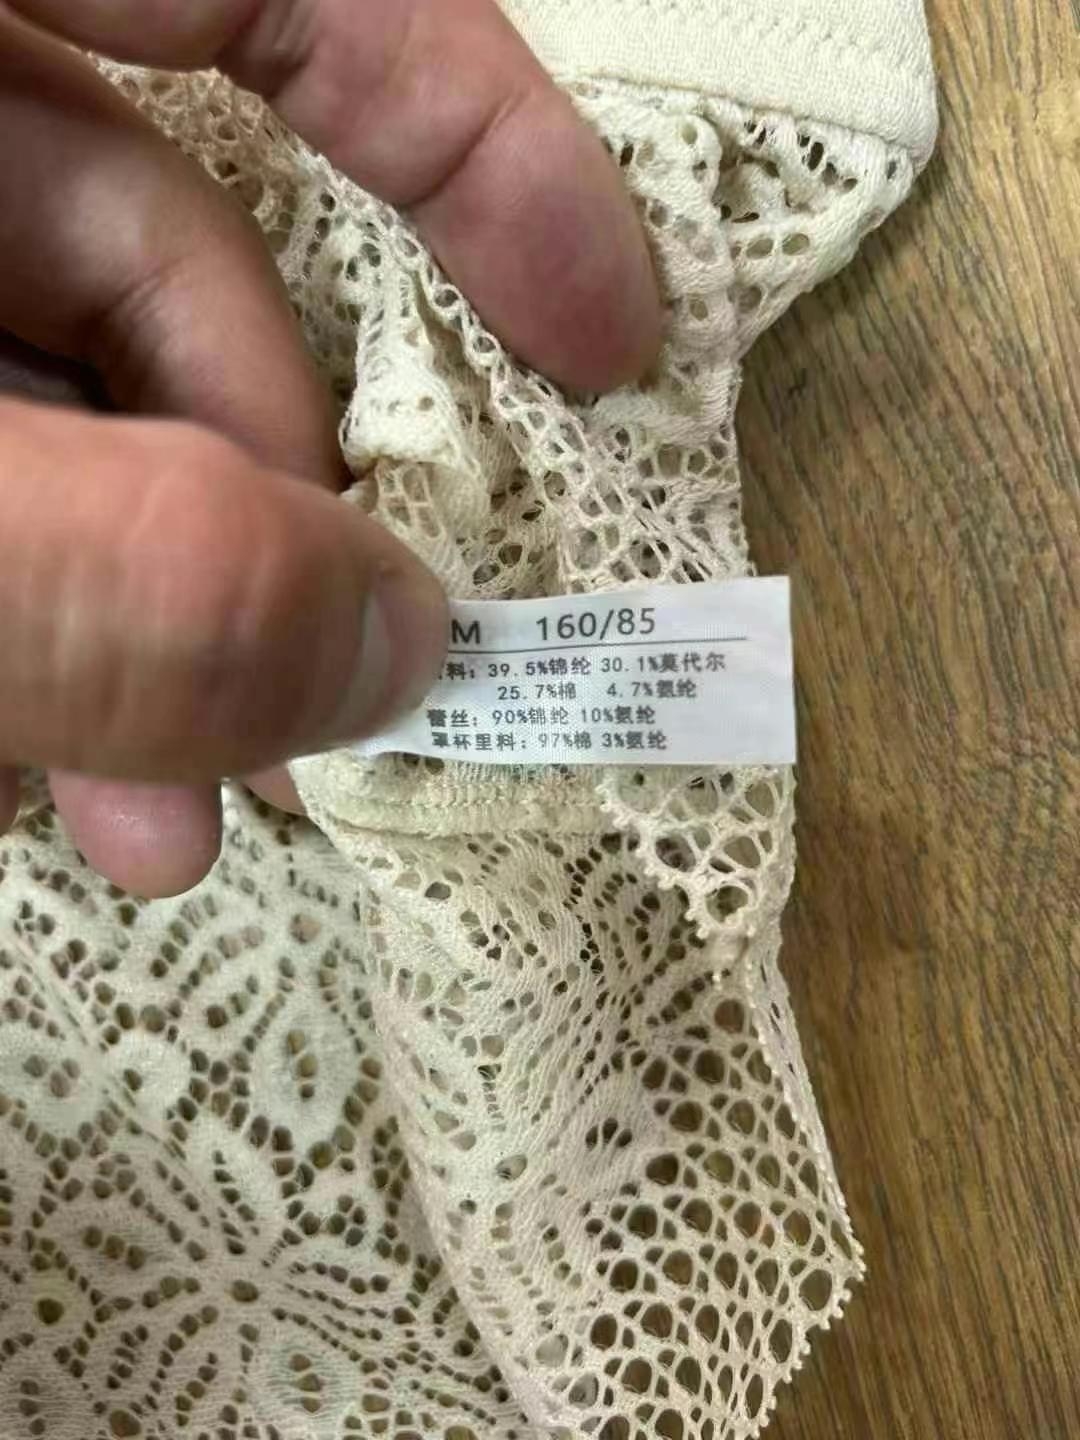 M 160/85
料: 39.5%锦纶 30.1%莫代尔
25.7%棉 4.7%氨纶
蕾丝: 90%锦纶 10%氨纶
罩杯里料: 97%棉 3%氨纶